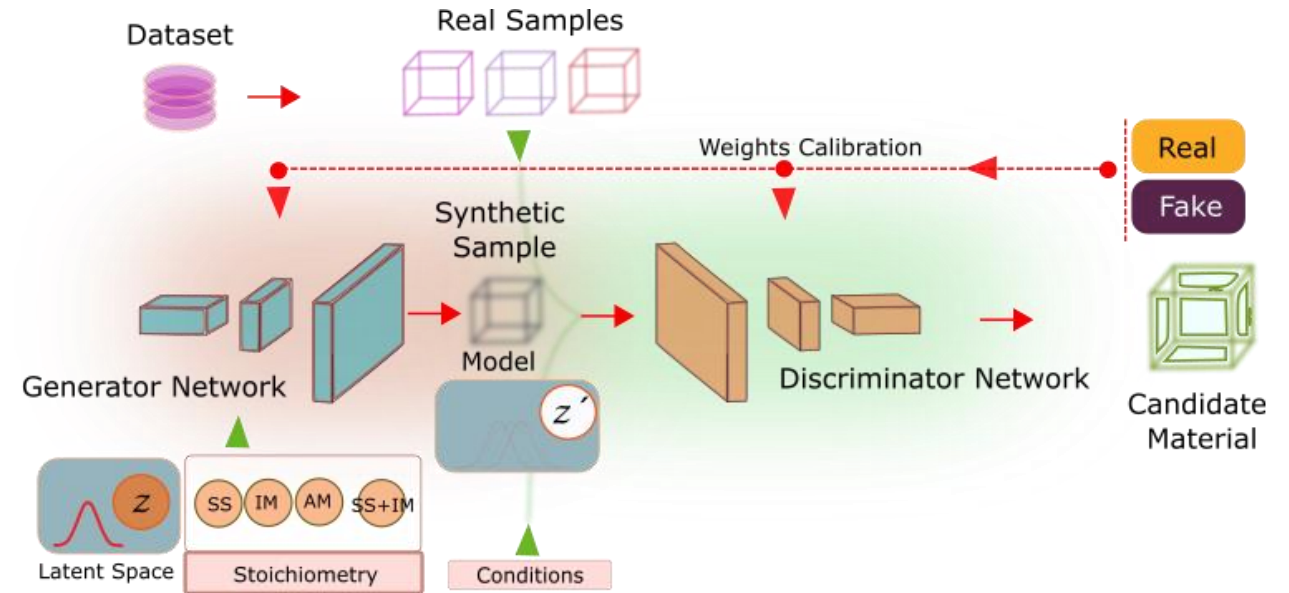 Dataset
Real Samples
Weights Calibration
Real
Fake
Synthetic
Sample
Model
Generator Network
Discriminator Network
Candidate
Material
z
z´
SS
IM
AM
SS+IM
Latent Space
Stoichiometry
Conditions